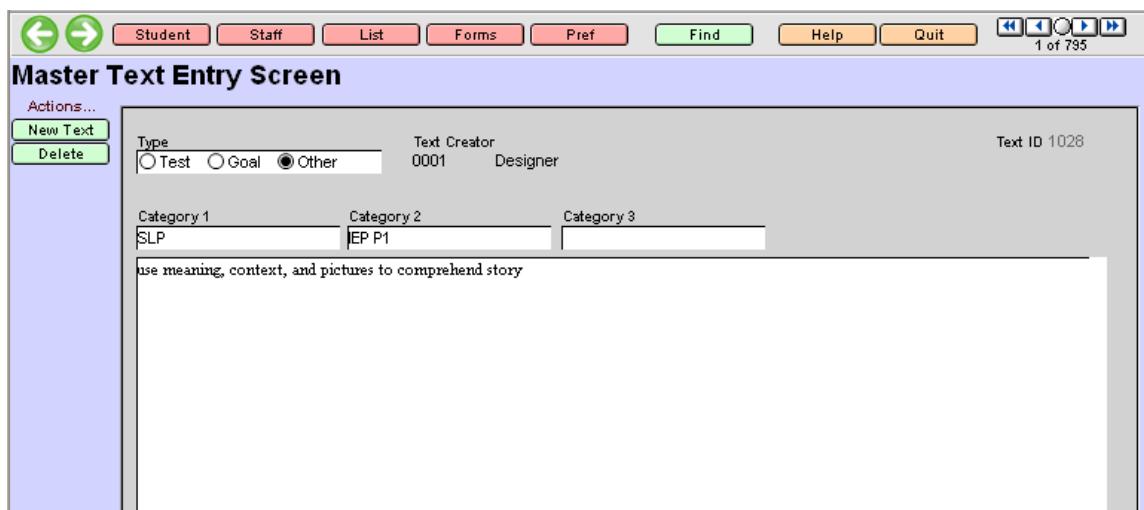 Student Staff List Forms Pref Find Help Quit
1 of 795
Master Text Entry Screen
Actions...
New Text
Delete
Type
Test Goal Other
Text Creator
0001 Designer
Text ID 1028
Category 1 Category 2 Category 3
SLP IEP P1
use meaning, context, and pictures to comprehend story